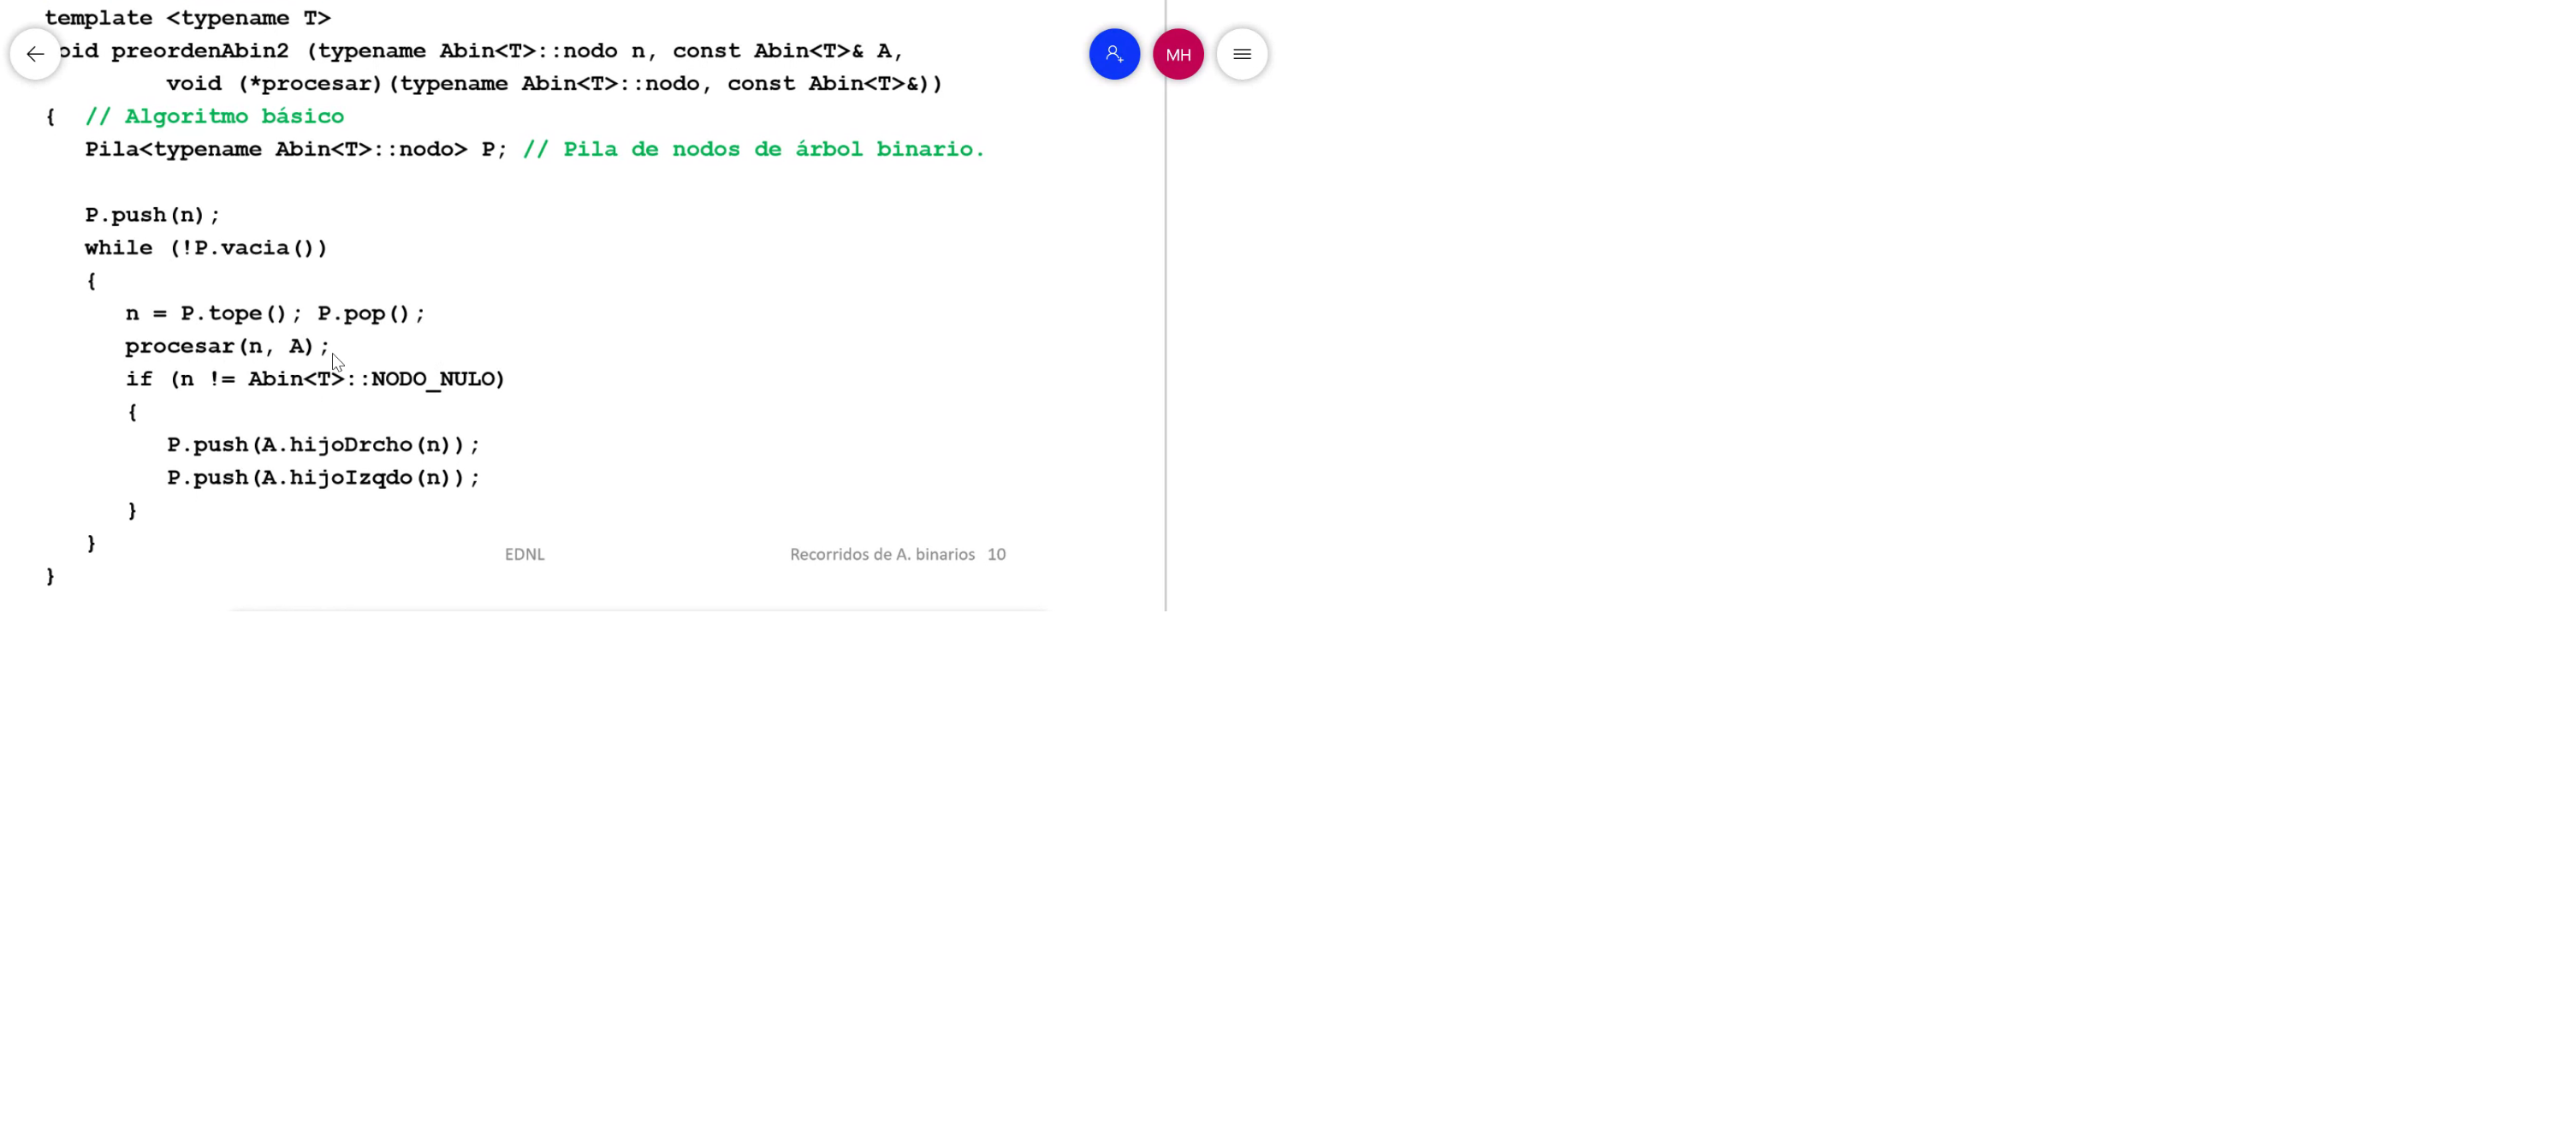 template <typename T>
oid preordenAbin2 (typename Abin<T>::nodo n, const Abin<T>& A,
void (*procesar)(typename Abin<T>::nodo, const Abin<T>&))
{ // Algoritmo básico
Pila<typename Abin<T>::nodo> P; // Pila de nodos de árbol binario.
P.push(n);
while (!P.vacia())
{
n = P.tope(); P.pop();
procesar(n, A);
if (n != Abin<T>::NODO_NULO)
{
P.push(A.hijoDrcho(n));
P.push(A.hijoIzqdo(n));
}
}
}
EDNL
Recorridos de A. binarios 10
MH